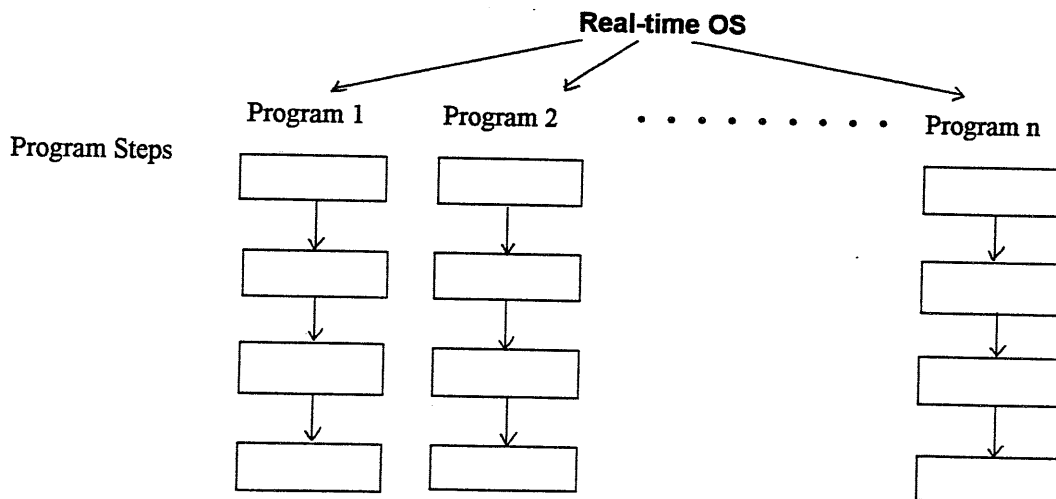 Real-time OS
Program 1
Program 2
. . . . . . . . .
Program n
Program Steps